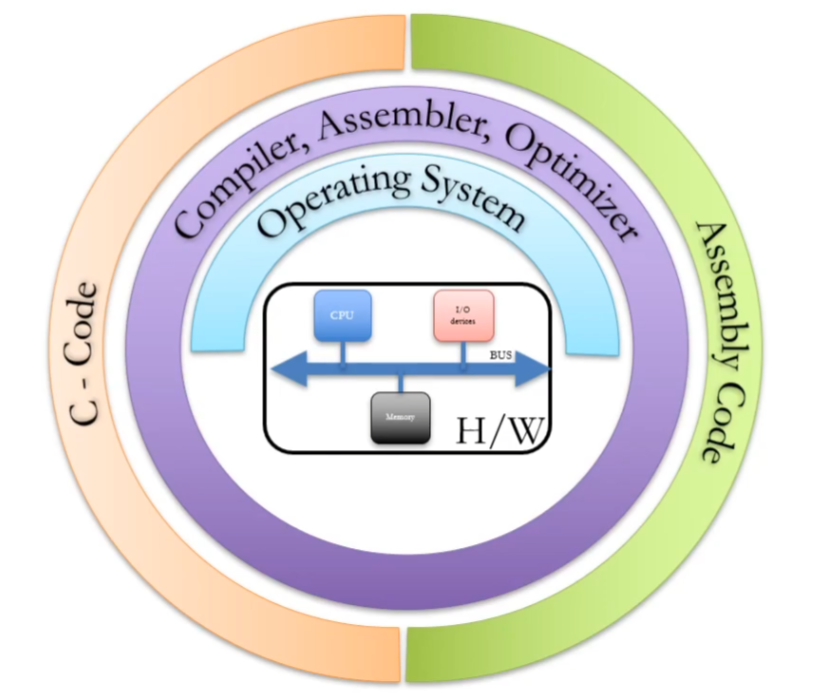 Compiler, Assembler, Optimizer
Operating System
C - Code
Assembly Code
CPU
I/O
devices
BUS
Memory
H/W